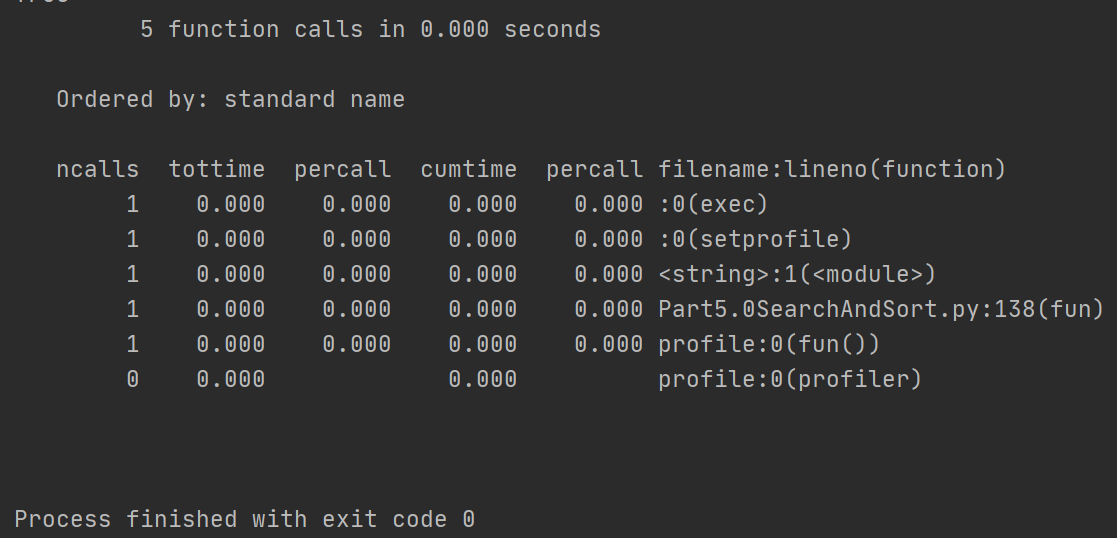 5 function calls in 0.000 seconds
Ordered by: standard name
ncalls tottime percall cumtime percall filename:lineno(function)
1 0.000 0.000 0.000 0.000 :0(exec)
1 0.000 0.000 0.000 0.000 :0(setprofile)
1 0.000 0.000 0.000 0.000 <string>:1(<module>)
1 0.000 0.000 0.000 0.000 Part5.0SearchAndSort.py:138(fun)
1 0.000 0.000 0.000 0.000 profile:0(fun())
0 0.000 0.000 profile:0(profiler)
Process finished with exit code 0